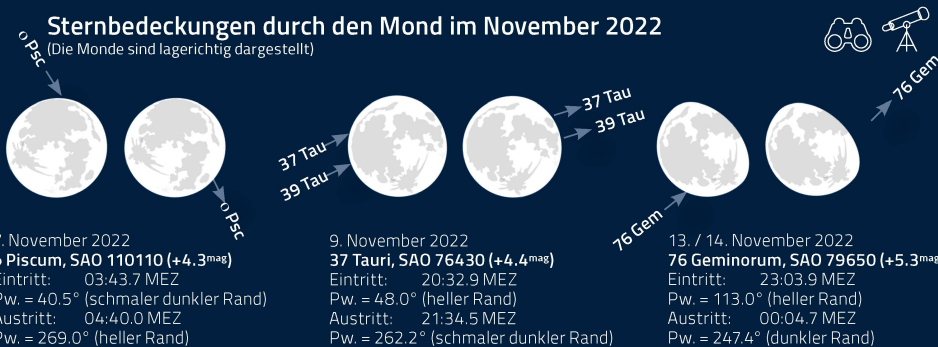 Sternbedeckungen durch den Mond im November 2022
(Die Monde sind lagerichtig dargestellt)
ο Psc
ο Psc
7. November 2022
ο Piscum, SAO 110110 (+4.3mag)
Eintritt: 03:43.7 MEZ
Pw. = 40.5° (schmaler dunkler Rand)
Austritt: 04:40.0 MEZ
Pw. = 269.0° (heller Rand)
37 Tau
39 Tau
37 Tau
39 Tau
9. November 2022
37 Tauri, SAO 76430 (+4.4mag)
Eintritt: 20:32.9 MEZ
Pw. = 48.0° (heller Rand)
Austritt: 21:34.5 MEZ
Pw. = 262.2° (schmaler dunkler Rand)
76 Gem
76 Gem
13. / 14. November 2022
76 Geminorum, SAO 79650 (+5.3mag
Eintritt: 23:03.9 MEZ
Pw. = 113.0° (heller Rand)
Austritt: 00:04.7 MEZ
Pw. = 247.4° (dunkler Rand)